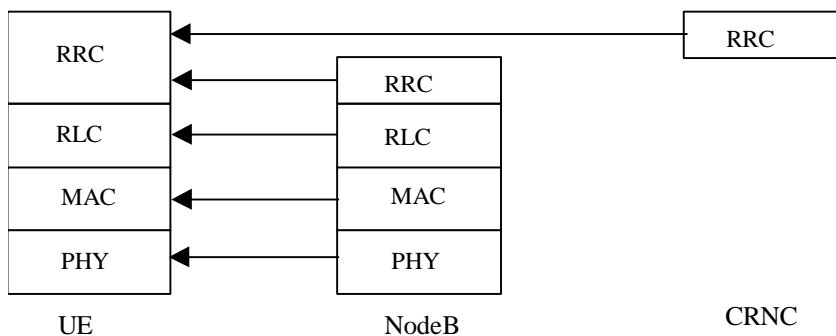 RRC
RRC
RRC
RLC
RLC
MAC
MAC
PHY
PHY
UE
NodeB
CRNC